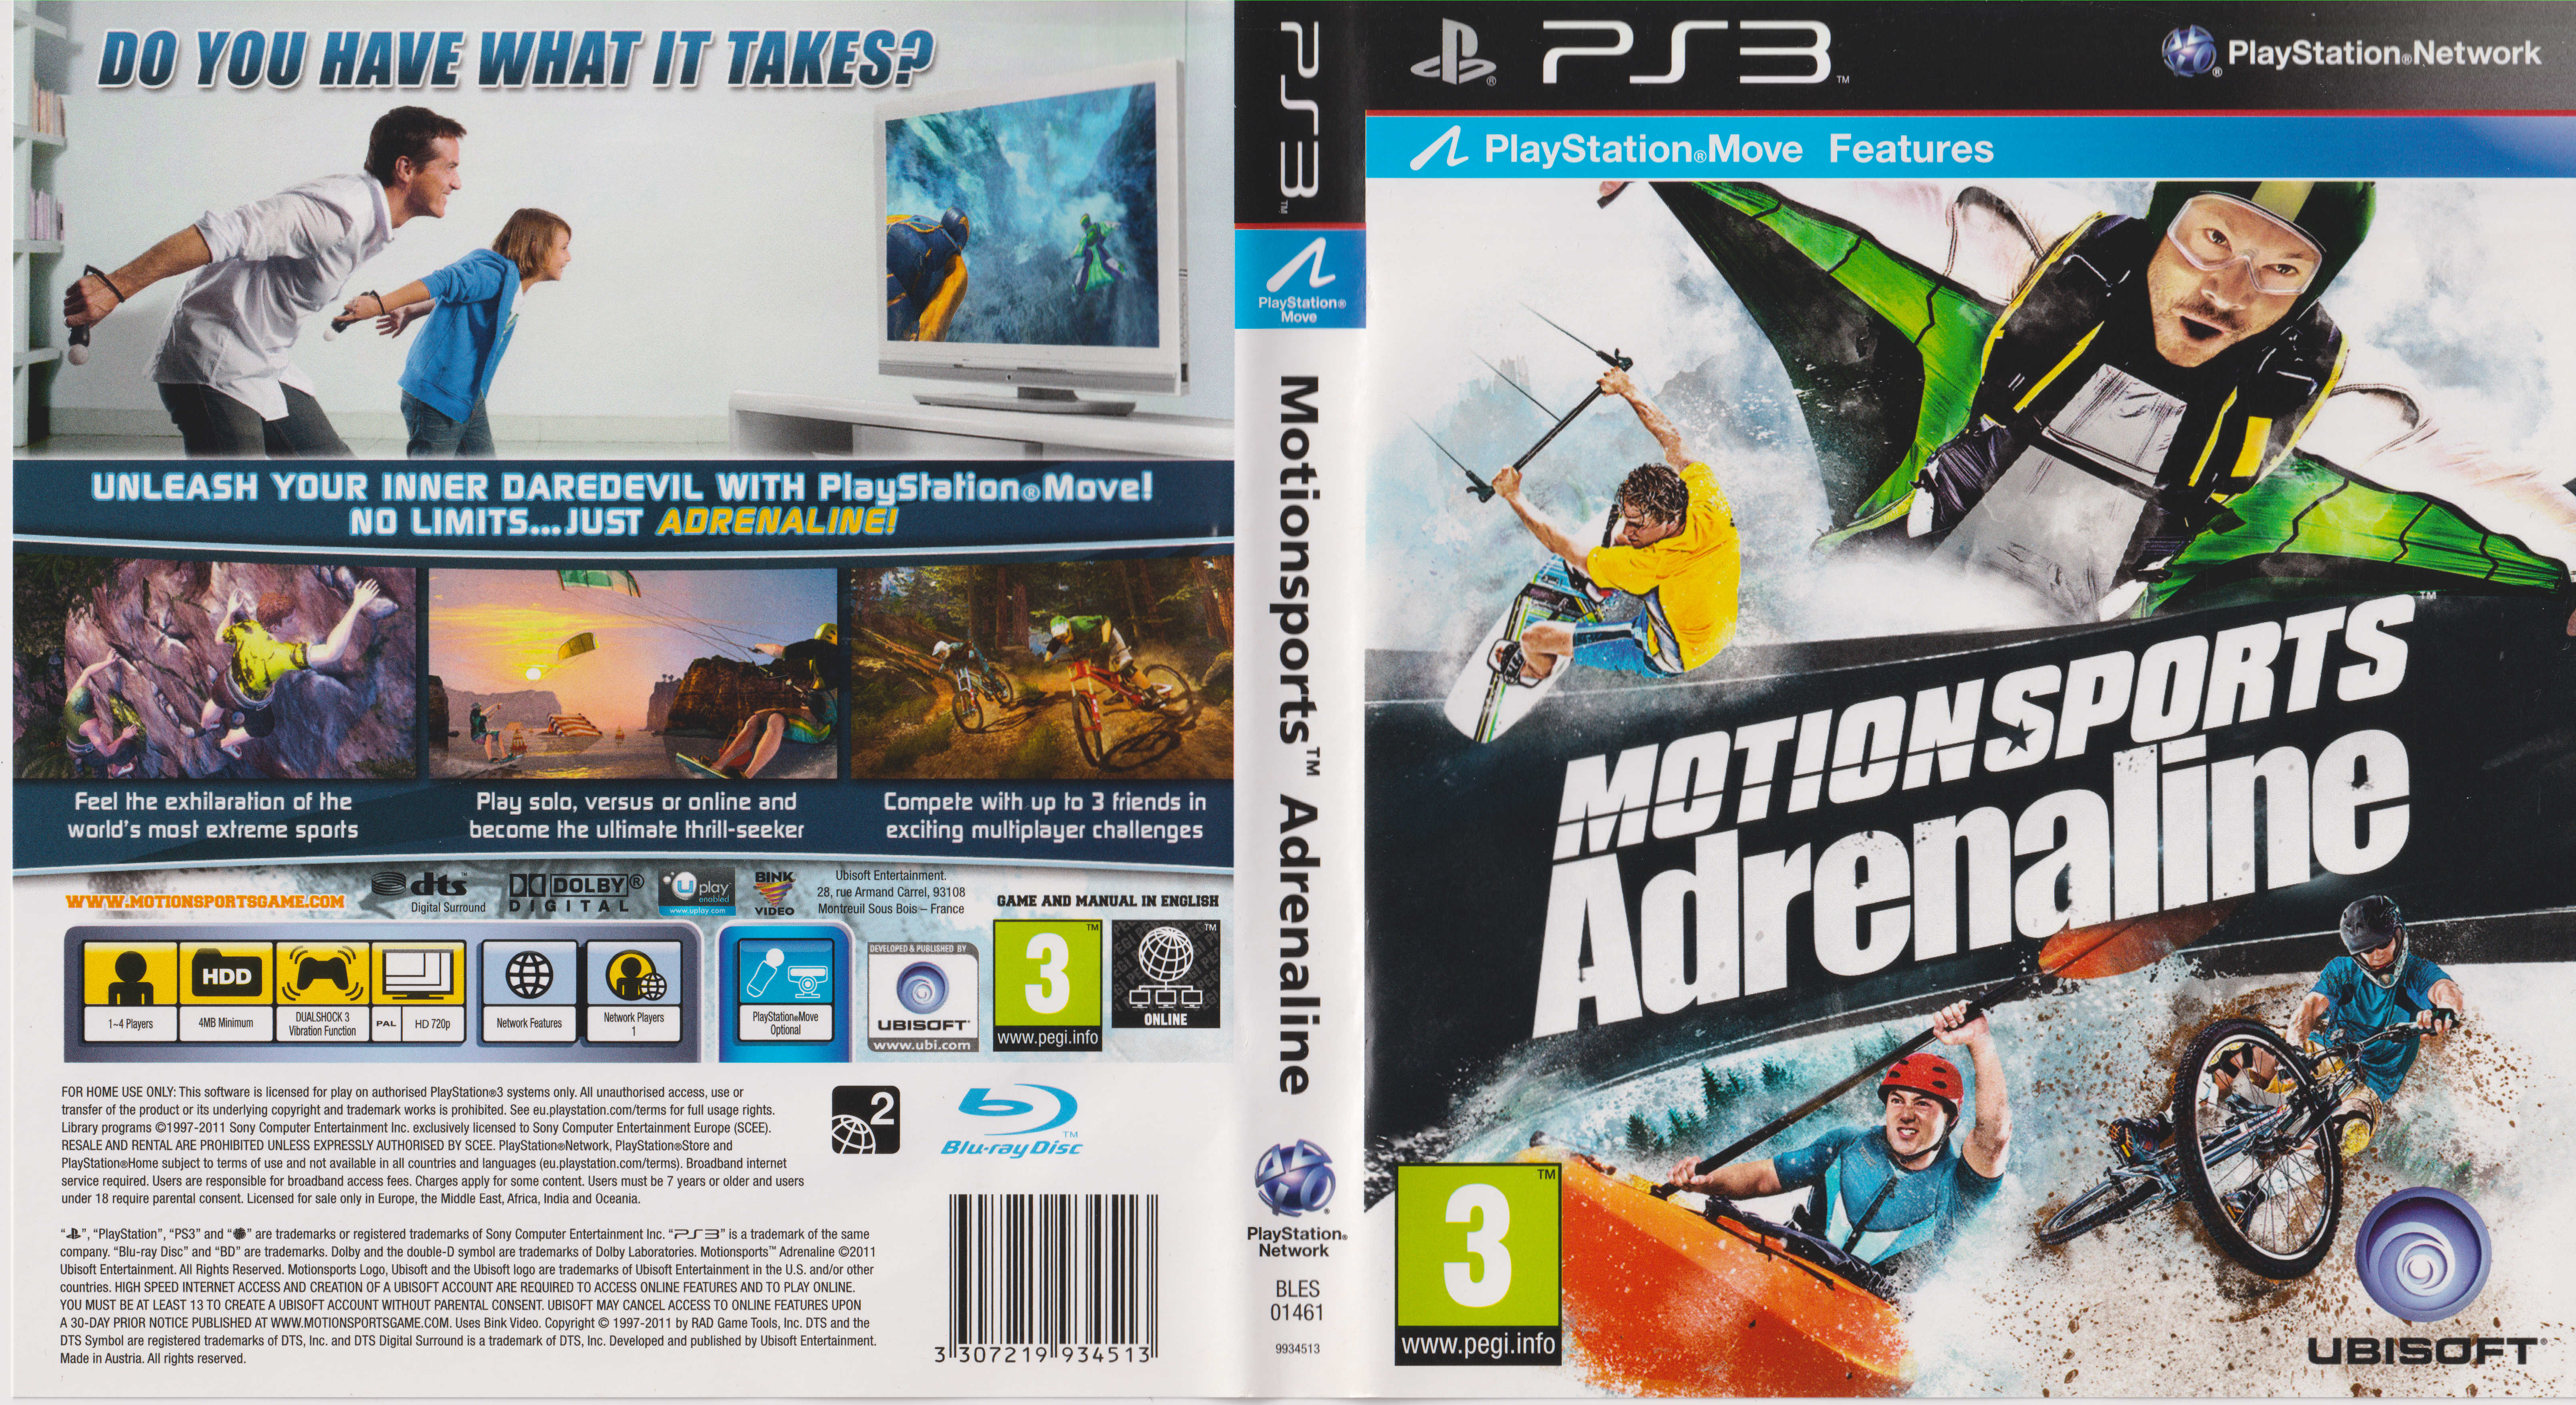 DO YOU HAVE WHAT IT TAKES?
UNLEASH YOUR INNER DAREDEVIL WITH PlayStation®Move!
NO LIMITS...JUST ADRENALINE!
Feel the exhilaration of the
world's most extreme sports
Play solo, versus or online and
become the ultimate thrill-seeker
Compete with up to 3 friends in
exciting multiplayer challenges
WWW.MOTIONSPORTSGAME.COM
dts™
Digital Surround
DOLBY®
DIGITAL
Uplay™
enabled
www.uplay.com
BINK
VIDEO
Ubisoft Entertainment.
28, rue Armand Carrel, 93108
Montreuil Sous Bois – France
GAME AND MANUAL IN ENGLISH
1~4 Players
HDD
4MB Minimum
DUALSHOCK 3
Vibration Function
PAL
HD 720p
Network Features
Network Players
1
PlayStation®Move
Optional
DEVELOPED & PUBLISHED BY
UBISOFT®
www.ubi.com
3™
www.pegi.info
™
ONLINE
FOR HOME USE ONLY: This software is licensed for play on authorised PlayStation®3 systems only. All unauthorised access, use or
transfer of the product or its underlying copyright and trademark works is prohibited. See eu.playstation.com/terms for full usage rights.
Library programs ©1997-2011 Sony Computer Entertainment Inc. exclusively licensed to Sony Computer Entertainment Europe (SCEE).
RESALE AND RENTAL ARE PROHIBITED UNLESS EXPRESSLY AUTHORISED BY SCEE. PlayStation®Network, PlayStation®Store and
PlayStation®Home subject to terms of use and not available in all countries and languages (eu.playstation.com/terms). Broadband internet
service required. Users are responsible for broadband access fees. Charges apply for some content. Users must be 7 years or older and users
under 18 require parental consent. Licensed for sale only in Europe, the Middle East, Africa, India and Oceania.
2
Blu-ray Disc™
"", "PlayStation", "PS3" and "" are trademarks or registered trademarks of Sony Computer Entertainment Inc. "PS3" is a trademark of the same
company. "Blu-ray Disc" and "BD" are trademarks. Dolby and the double-D symbol are trademarks of Dolby Laboratories. Motionsports™ Adrenaline ©2011
Ubisoft Entertainment. All Rights Reserved. Motionsports Logo, Ubisoft and the Ubisoft logo are trademarks of Ubisoft Entertainment in the U.S. and/or other
countries. HIGH SPEED INTERNET ACCESS AND CREATION OF A UBISOFT ACCOUNT ARE REQUIRED TO ACCESS ONLINE FEATURES AND TO PLAY ONLINE.
YOU MUST BE AT LEAST 13 TO CREATE A UBISOFT ACCOUNT WITHOUT PARENTAL CONSENT. UBISOFT MAY CANCEL ACCESS TO ONLINE FEATURES UPON
A 30-DAY PRIOR NOTICE PUBLISHED AT WWW.MOTIONSPORTSGAME.COM. Uses Bink Video. Copyright © 1997-2011 by RAD Game Tools, Inc. DTS and the
DTS Symbol are registered trademarks of DTS, Inc. and DTS Digital Surround is a trademark of DTS, Inc. Developed and published by Ubisoft Entertainment.
Made in Austria. All rights reserved.
3 307219 934513
PS3™
PlayStation®
Move
Motionsports™ Adrenaline
PlayStation®
Network
BLES
01461
9934513
PS3™
PlayStation®Network
PlayStation®Move Features
MOTIONSPORTS™
Adrenaline
3™
www.pegi.info
UBISOFT®